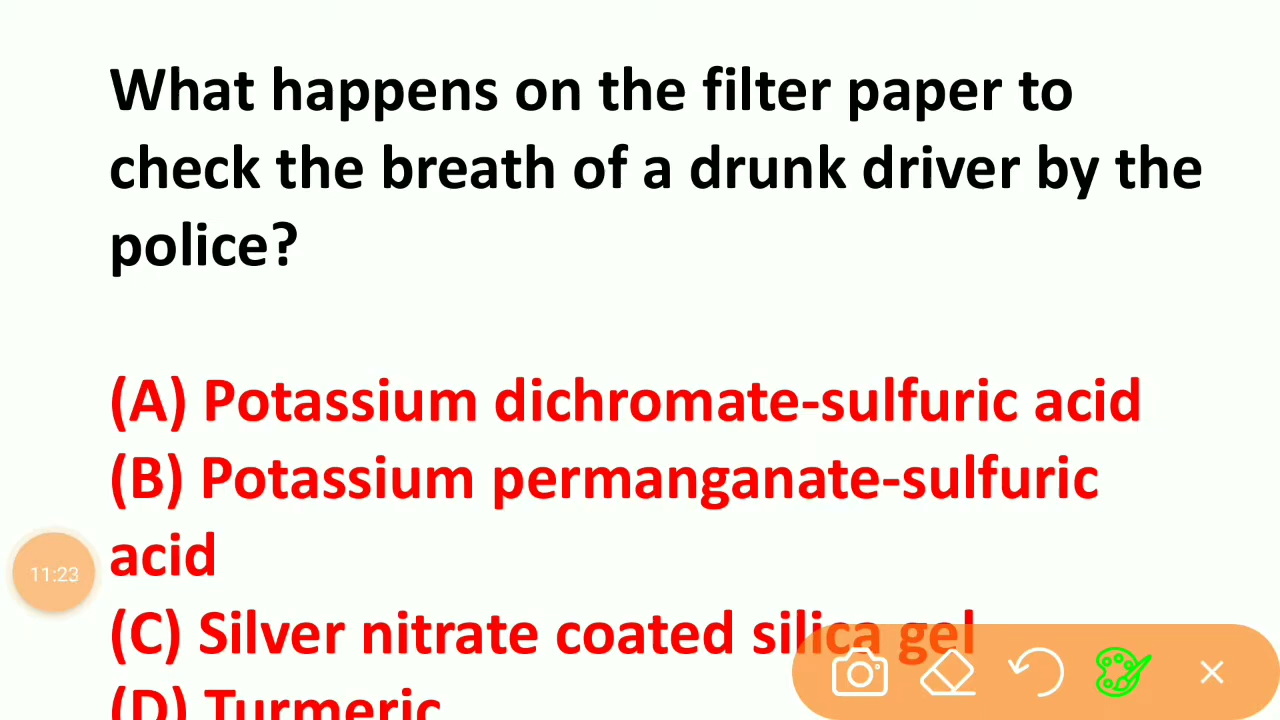 What happens on the filter paper to
check the breath of a drunk driver by the
police?
(A) Potassium dichromate-sulfuric acid
(B) Potassium permanganate-sulfuric
acid
(C) Silver nitrate coated silica gel
(D) Turmeric
11:23